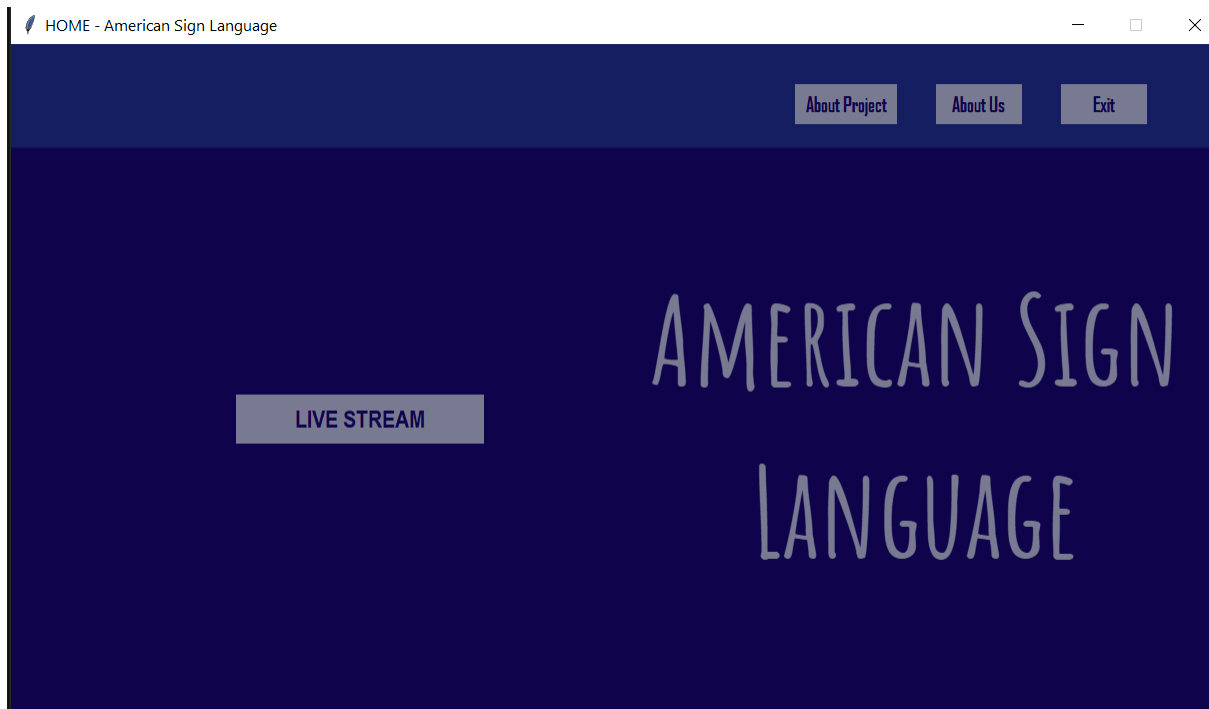 HOME - American Sign Language
About Project About Us Exit
AMERICAN SIGN
LANGUAGE
LIVE STREAM